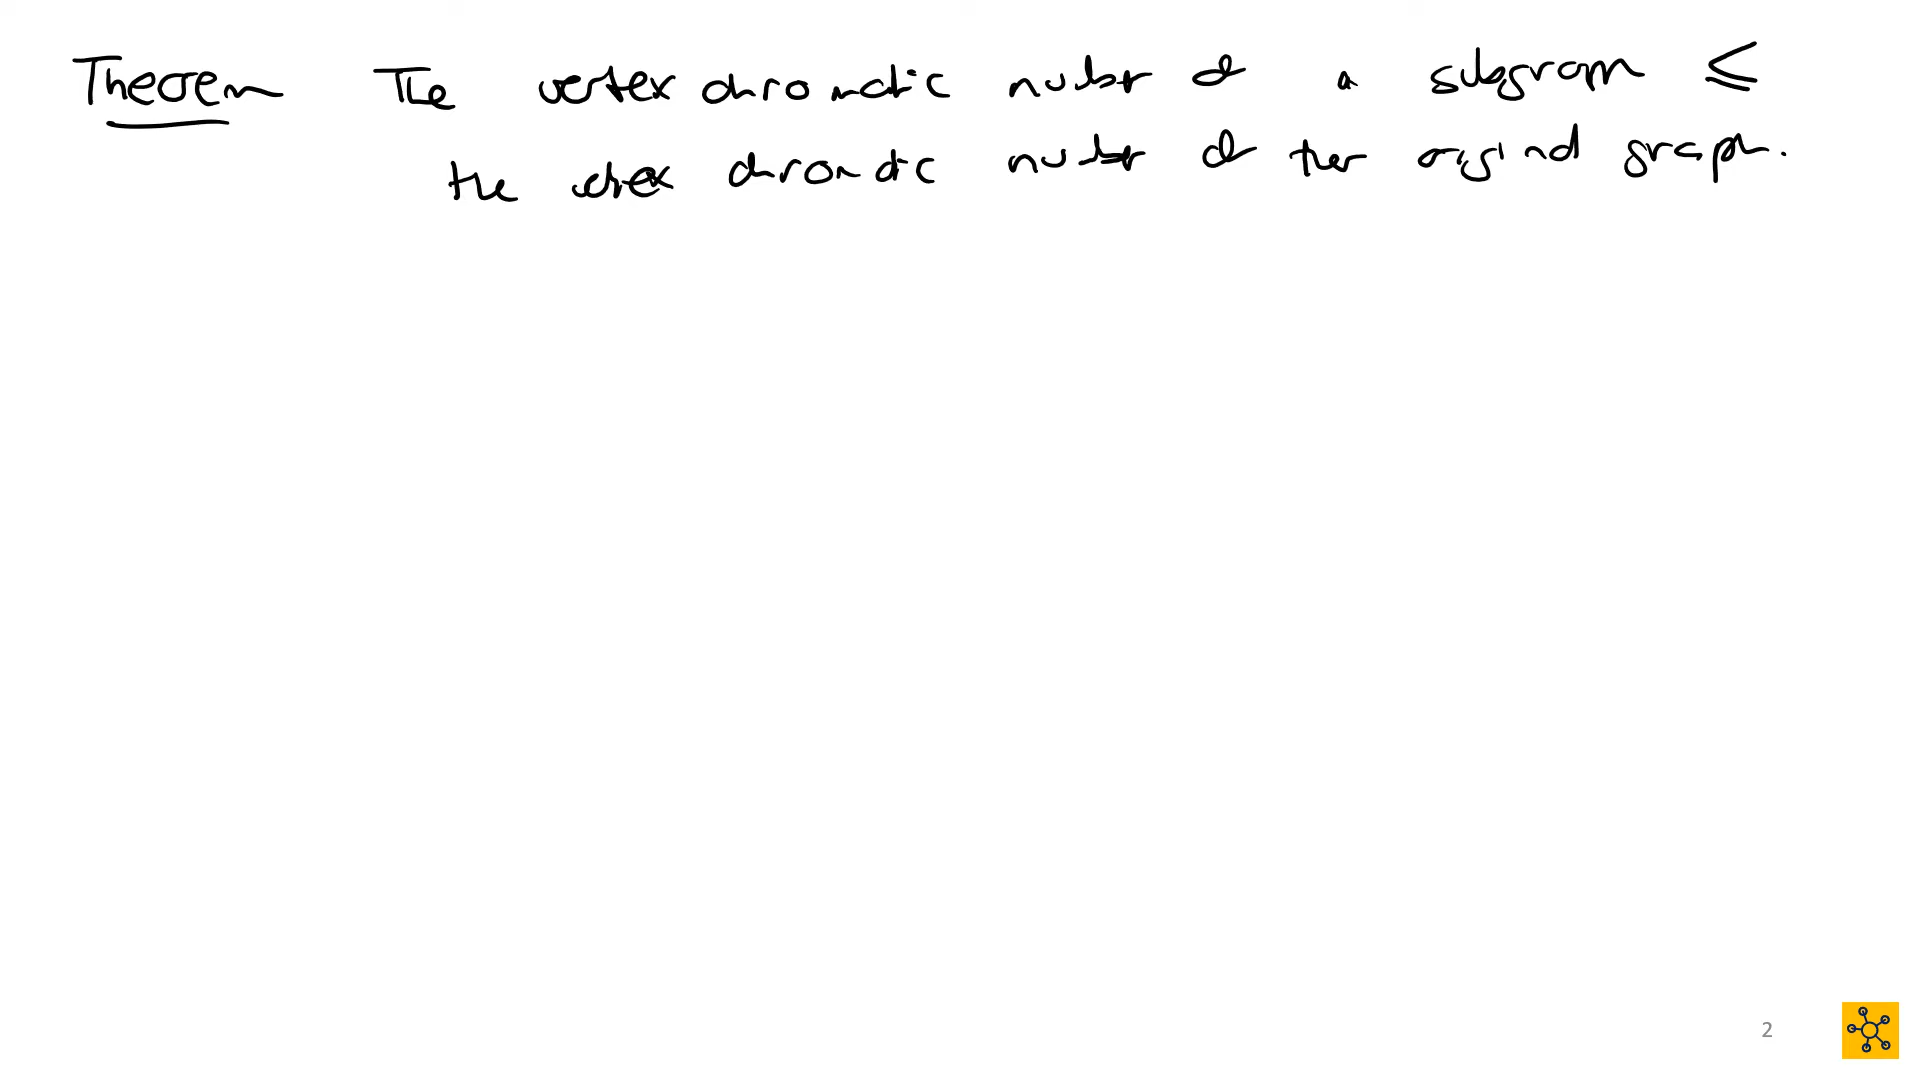 Theorem The vertex chromatic number of a subgraph ≤
the vertex chromatic number of the original graph.
2